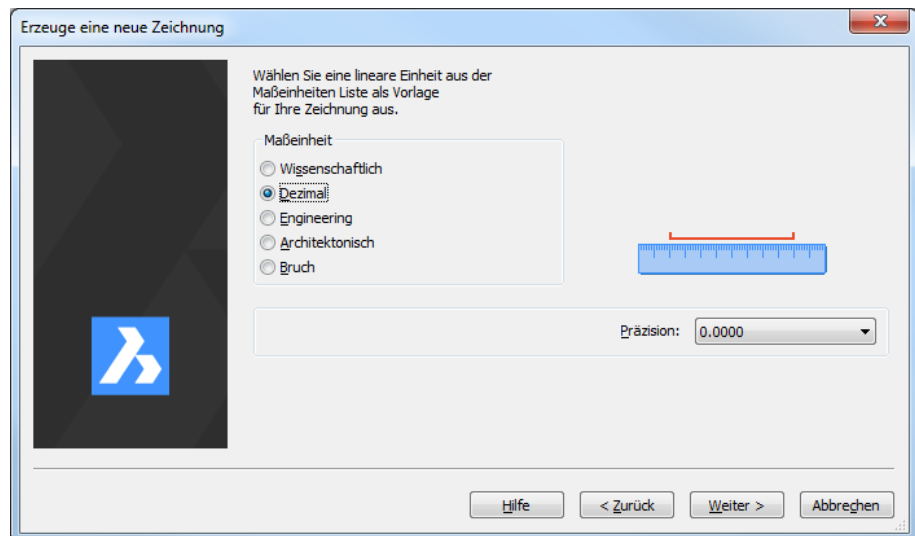 Erzeuge eine neue Zeichnung
Wählen Sie eine lineare Einheit aus der
Maßeinheiten Liste als Vorlage
für Ihre Zeichnung aus.
Maßeinheit
Wissenschaftlich
Dezimal
Engineering
Architektonisch
Bruch
Präzision: 0.0000
Hilfe < Zurück Weiter > Abbrechen